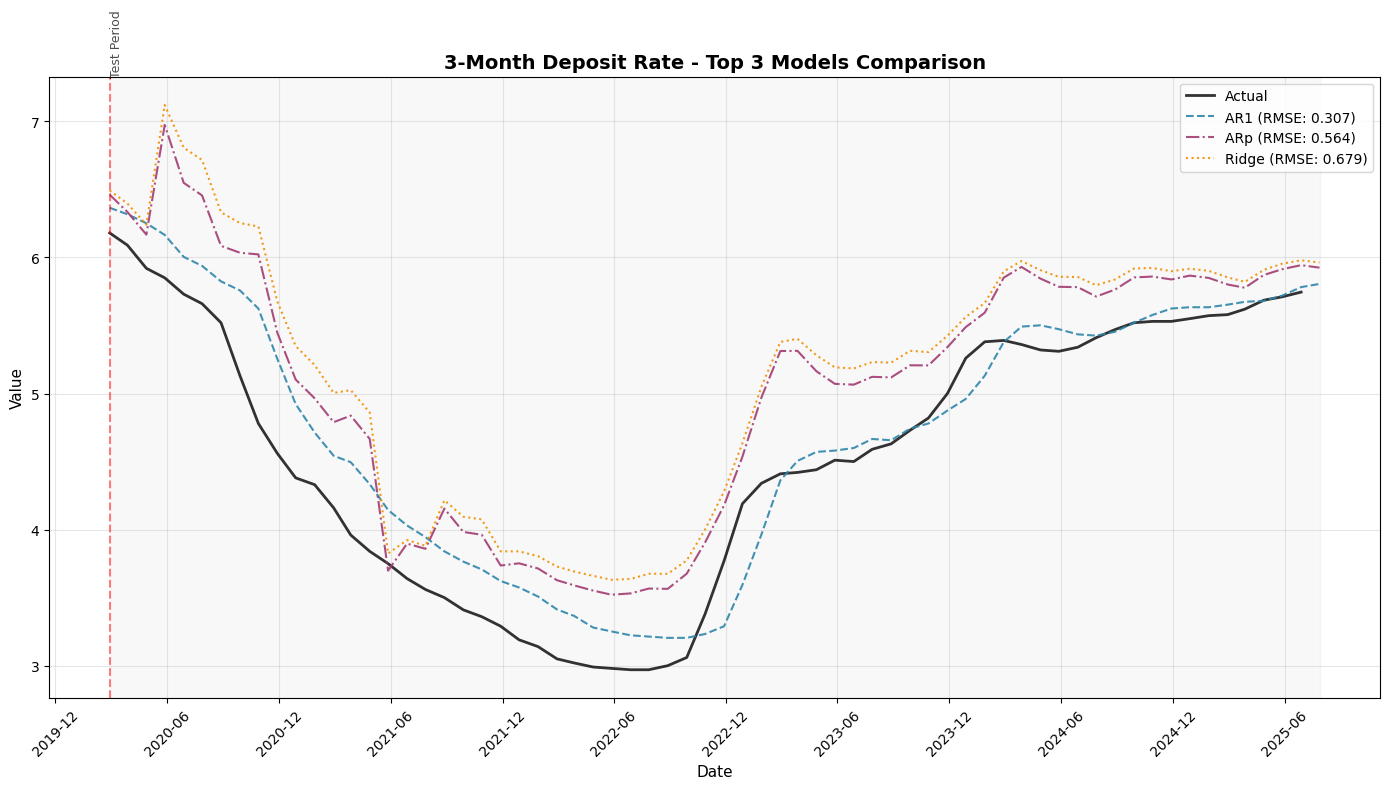 Test Period
3-Month Deposit Rate - Top 3 Models Comparison
Actual
AR1 (RMSE: 0.307)
ARp (RMSE: 0.564)
Ridge (RMSE: 0.679)
Value
7
6
5
4
3
2019-12
2020-06
2020-12
2021-06
2021-12
2022-06
2022-12
2023-06
2023-12
2024-06
2024-12
2025-06
Date